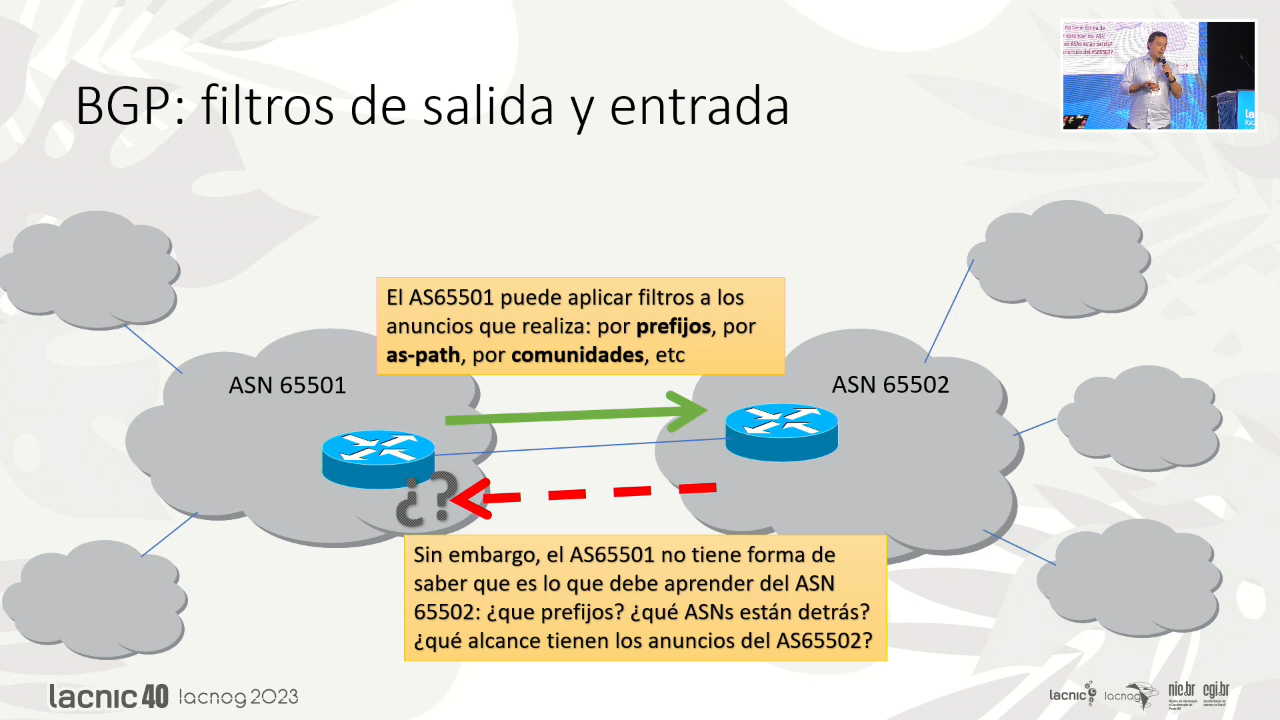 BGP: filtros de salida y entrada
El AS65501 puede aplicar filtros a los
anuncios que realiza: por prefijos, por
as-path, por comunidades, etc
ASN 65501
ASN 65502
¿?
Sin embargo, el AS65501 no tiene forma de
saber que es lo que debe aprender del ASN
65502: ¿que prefijos? ¿qué ASNs están detrás?
¿qué alcance tienen los anuncios del AS65502?
lacnic 40 lacnog 2023
lacnic lacnog nic.br cgi.br